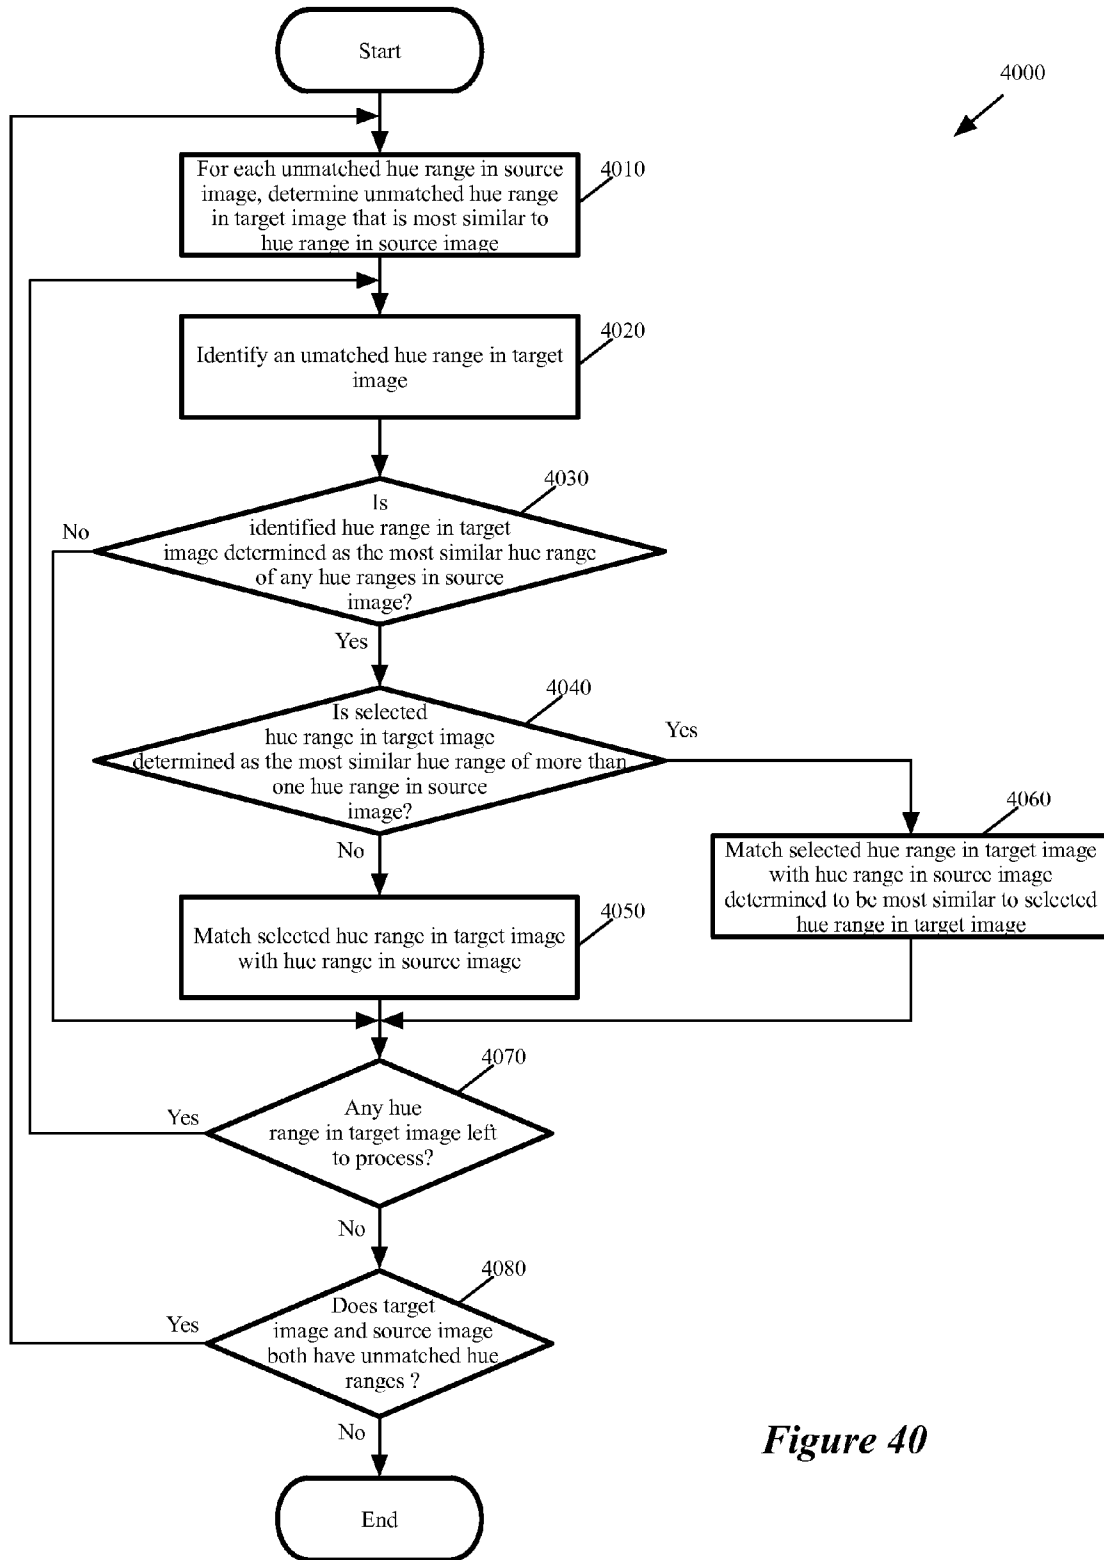 Start
4000
For each unmatched hue range in source
image, determine unmatched hue range
in target image that is most similar to
hue range in source image
4010
Identify an umatched hue range in target
image
4020
4030
Is
identified hue range in target
image determined as the most similar hue range
of any hue ranges in source
image?
No
Yes
4040
Is selected
hue range in target image
determined as the most similar hue range of more than
one hue range in source
image?
Yes
No
4060
Match selected hue range in target image
with hue range in source image
determined to be most similar to selected
hue range in target image
4050
Match selected hue range in target image
with hue range in source image
4070
Any hue
range in target image left
to process?
Yes
No
4080
Does target
image and source image
both have unmatched hue
ranges ?
Yes
No
End
Figure 40